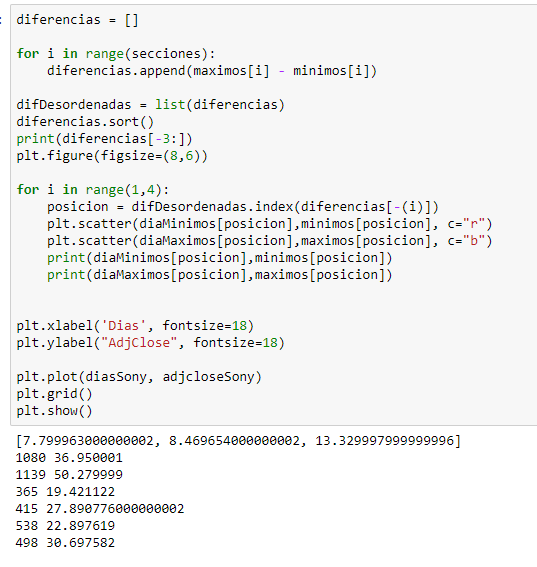 diferencias = []
for i in range(secciones):
    diferencias.append(maximos[i] - minimos[i])
difDesordenadas = list(diferencias)
diferencias.sort()
print(diferencias[-3:])
plt.figure(figsize=(8,6))
for i in range(1,4):
    posicion = difDesordenadas.index(diferencias[-(i)])
    plt.scatter(diaMinimos[posicion],minimos[posicion], c="r")
    plt.scatter(diaMaximos[posicion],maximos[posicion], c="b")
    print(diaMinimos[posicion],minimos[posicion])
    print(diaMaximos[posicion],maximos[posicion])
plt.xlabel('Dias', fontsize=18)
plt.ylabel("AdjClose", fontsize=18)
plt.plot(diasSony, adjcloseSony)
plt.grid()
plt.show()
[7.799963000000002, 8.469654000000002, 13.329997999999996]
1080 36.950001
1139 50.279999
365 19.421122
415 27.890776000000002
538 22.897619
498 30.697582